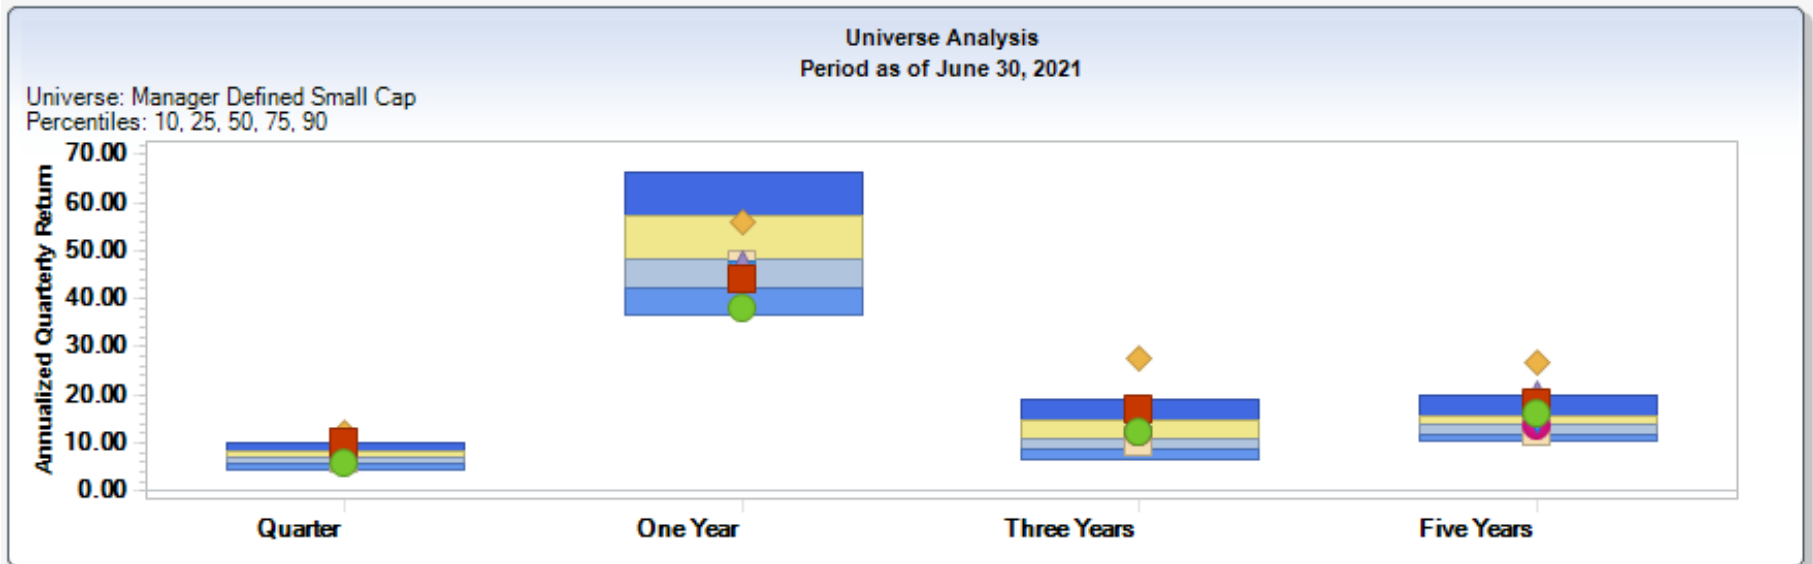 Universe Analysis
Period as of June 30, 2021
Universe: Manager Defined Small Cap
Percentiles: 10, 25, 50, 75, 90
Annualized Quarterly Return
70.00
60.00
50.00
40.00
30.00
20.00
10.00
0.00
Quarter
One Year
Three Years
Five Years